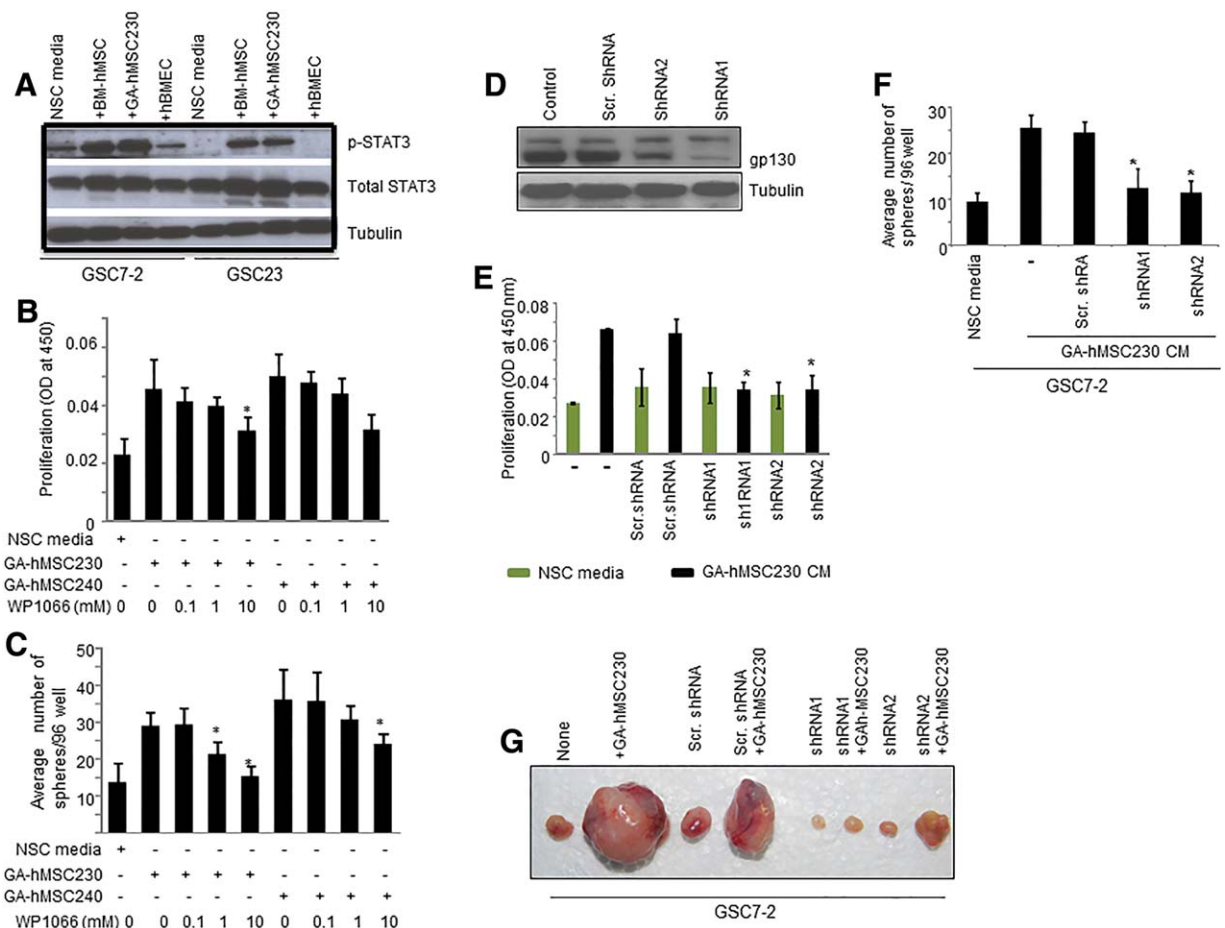 A
NSC media
+BM-hMSC
+GA-hMSC230
+hBMEC
NSC media
+BM-hMSC
+GA-hMSC230
+hBMEC
p-STAT3
Total STAT3
Tubulin
GSC7-2 GSC23
B
Proliferation (OD at 450)
0.06
0.04
0.02
0
NSC media + - - - - - - - -
GA-hMSC230 - + + + + - - - -
GA-hMSC240 - - - - - + + + +
WP1066 (mM) 0 0 0.1 1 10 0 0.1 1 10
* 
C
Average number of
spheres/96 well
50
40
30
20
10
* * *
NSC media + - - - - - - - -
GA-hMSC230 - + + + + - - - -
GA-hMSC240 - - - - - + + + +
WP1066 (mM) 0 0 0.1 1 10 0 0.1 1 10
D
Control
Scr. ShRNA
ShRNA2
ShRNA1
gp130
Tubulin
E
Proliferation (OD at 450 nm)
0.08
0.06
0.04
0.02
0
* *
-
-
Scr.shRNA
Scr.shRNA
shRNA1
sh1RNA1
shRNA2
shRNA2
NSC media GA-hMSC230 CM
F
Average number of
spheres/ 96 well
30
20
10
0
* *
NSC media
-
Scr. shRA
shRNA1
shRNA2
GA-hMSC230 CM
GSC7-2
G
None
+GA-hMSC230
Scr. shRNA
Scr. shRNA
+GA-hMSC230
shRNA1
shRNA1
+GAh-MSC230
shRNA2
shRNA2
+GA-hMSC230
GSC7-2